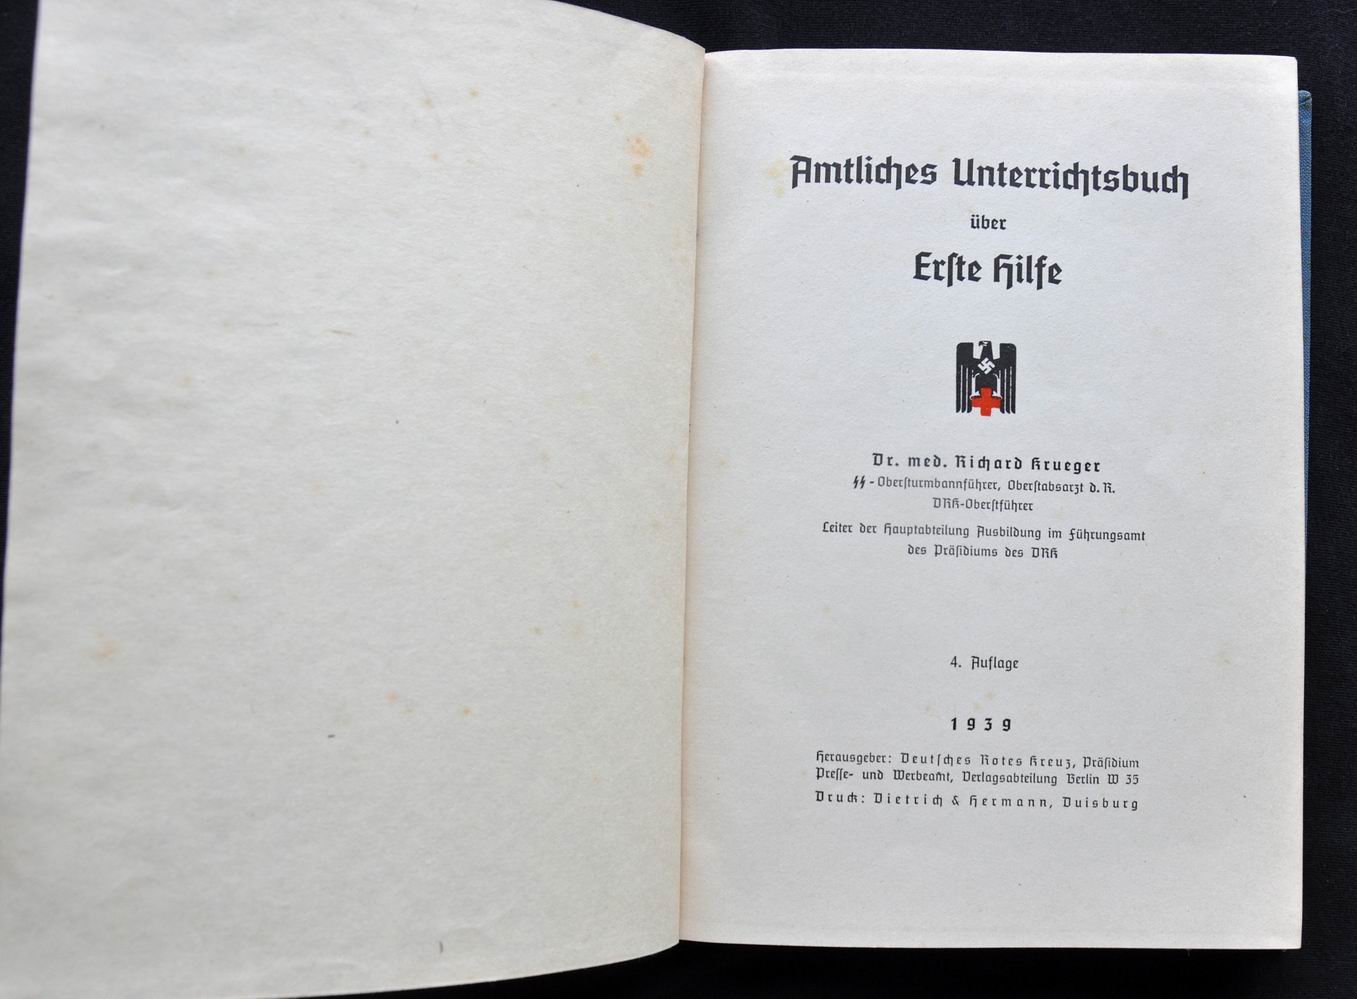 Amtliches Unterrichtsbuch
über
Erſte Hilfe
Dr. med. Richard Krueger
ᛋᛋ-Oberſturmbannführer, Oberſtabsarzt d. R.
DRK-Oberſtführer
Leiter der Hauptabteilung Ausbildung im Führungsamt
des Präſidiums des DRK
4. Auflage
1939
Herausgeber: Deutſches Rotes Kreuz, Präſidium
Preſſe- und Werbeamt, Verlagsabteilung Berlin W 35
Druck: Dietrich & Hermann, Duisburg